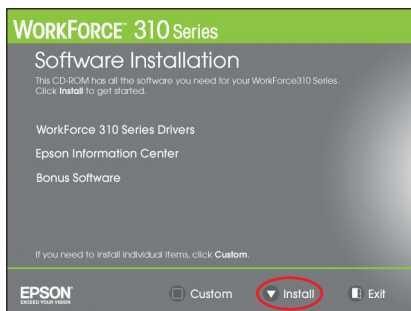 WORKFORCE™ 310 Series
Software Installation
This CD-ROM has all the software you need for your WorkForce310 Series.
Click Install to get started.
WorkForce 310 Series Drivers
Epson Information Center
Bonus Software
If you need to install individual items, click Custom.
EPSON®
EXCEED YOUR VISION
Custom
Install
Exit